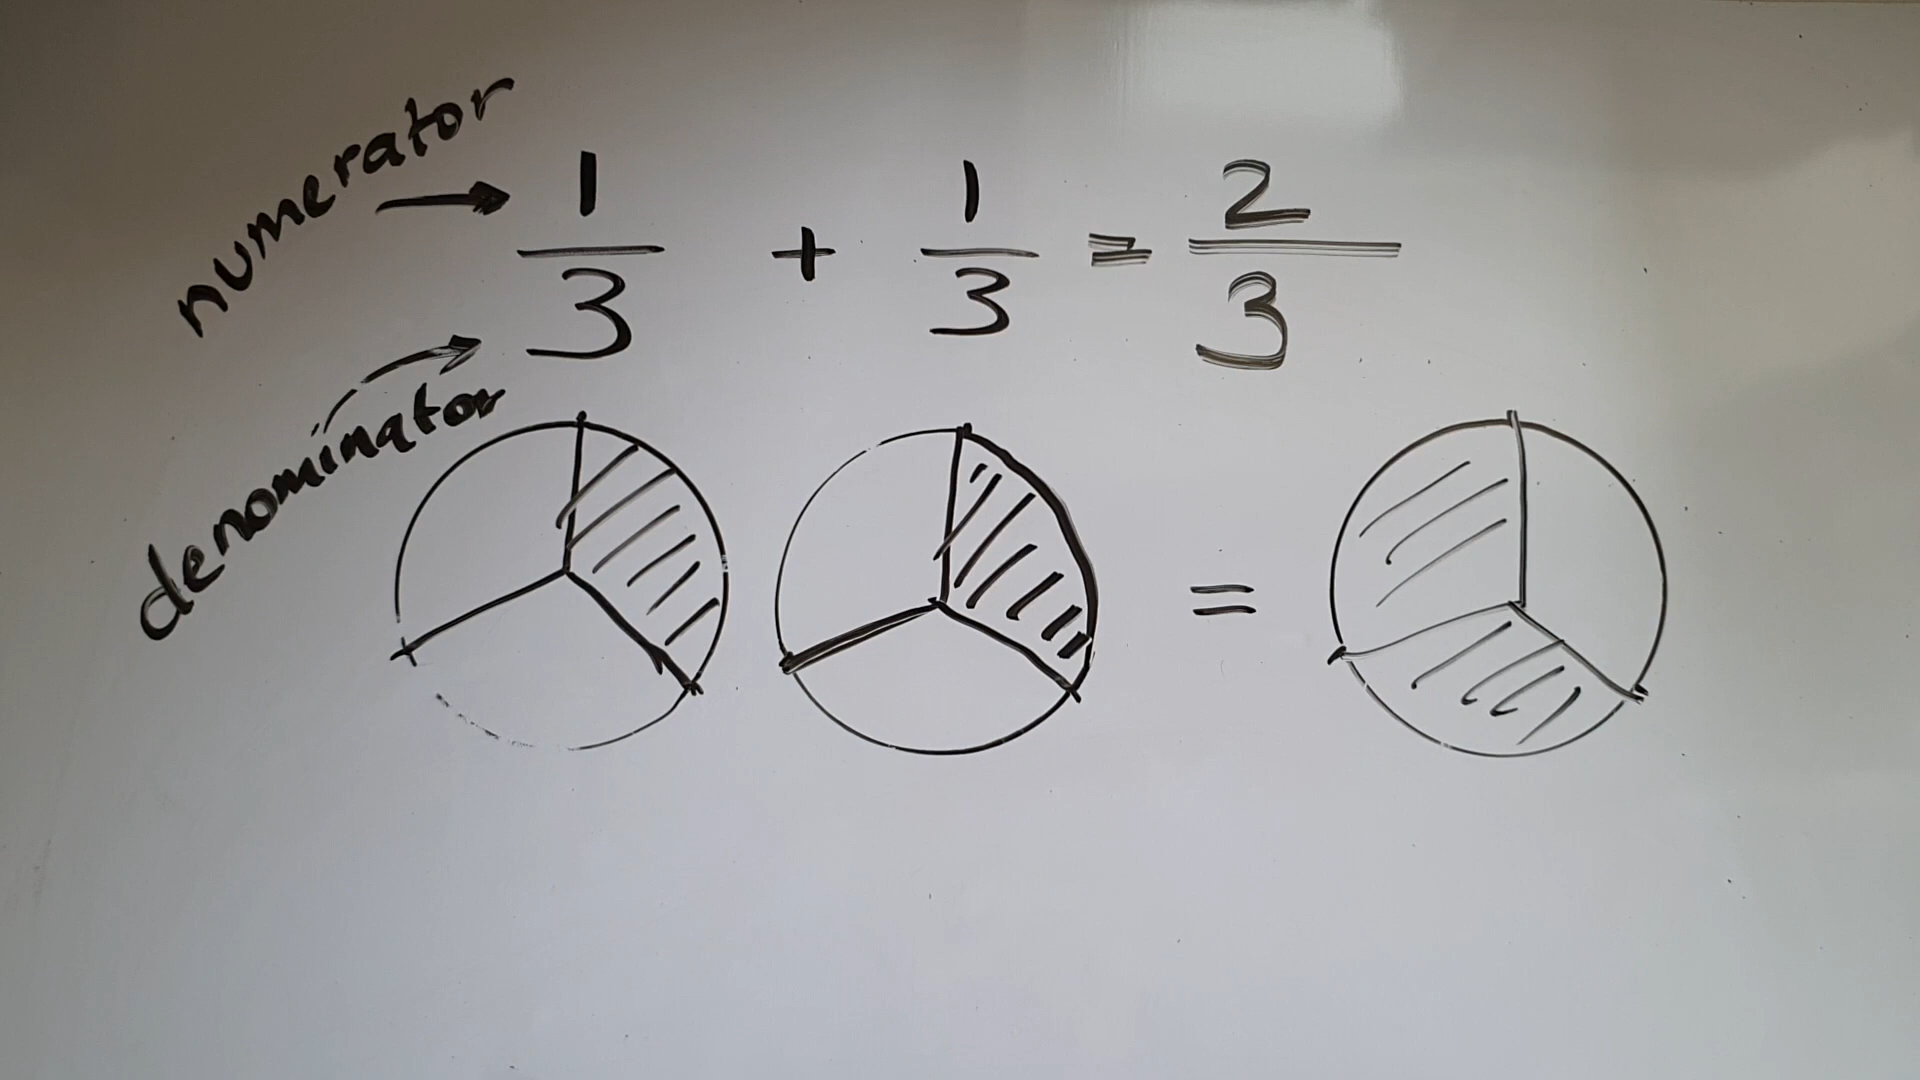 numerator
1/3 + 1/3 = 2/3
denominator
=